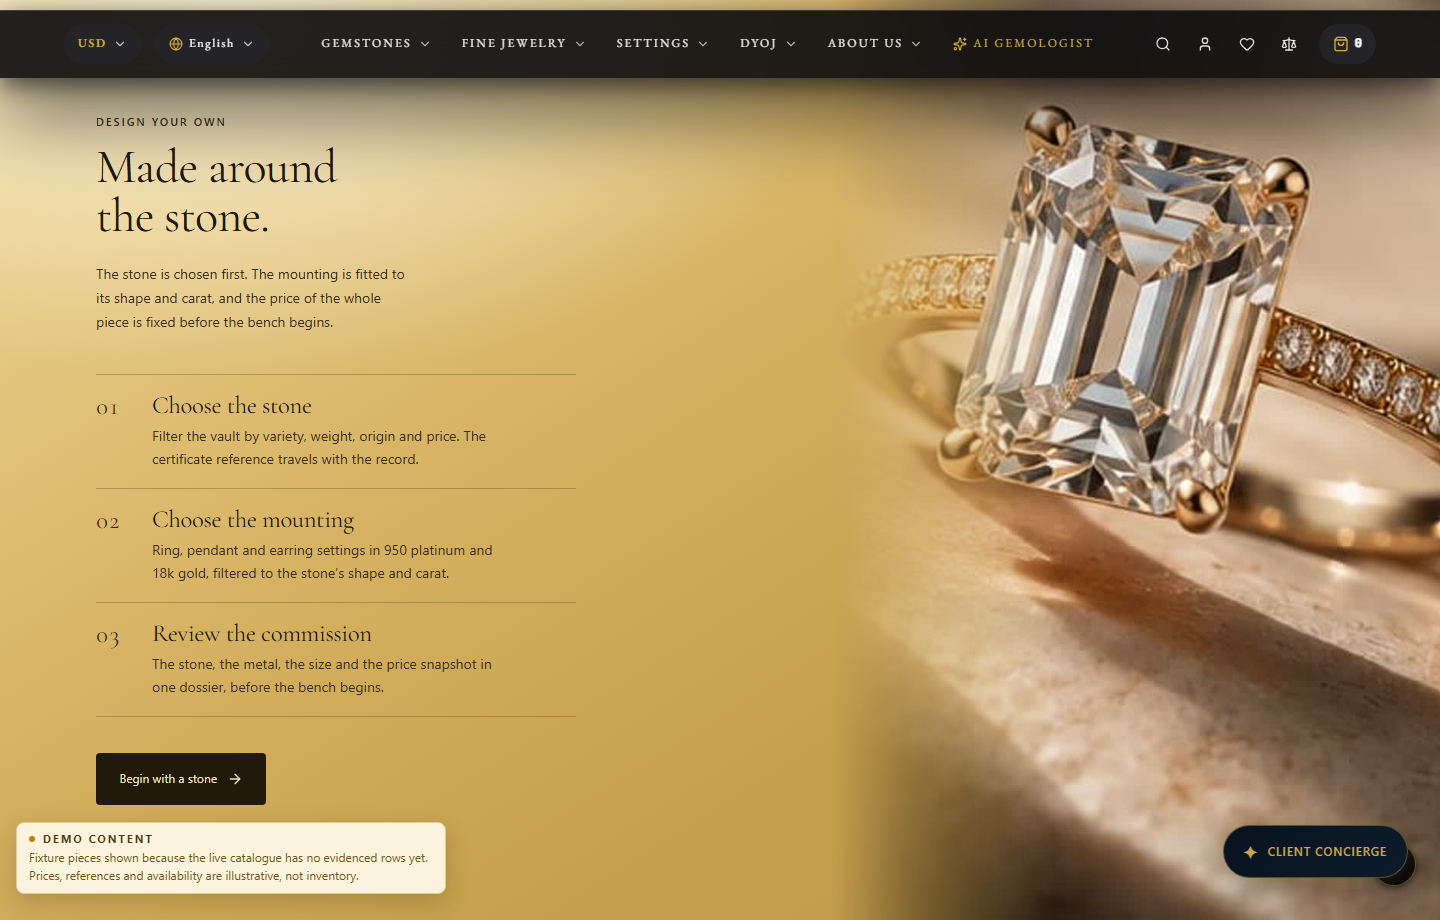 USD English GEMSTONES FINE JEWELRY SETTINGS DYOJ ABOUT US AI GEMOLOGIST 0
DESIGN YOUR OWN
Made around
the stone.
The stone is chosen first. The mounting is fitted to
its shape and carat, and the price of the whole
piece is fixed before the bench begins.
01 Choose the stone
Filter the vault by variety, weight, origin and price. The
certificate reference travels with the record.
02 Choose the mounting
Ring, pendant and earring settings in 950 platinum and
18k gold, filtered to the stone’s shape and carat.
03 Review the commission
The stone, the metal, the size and the price snapshot in
one dossier, before the bench begins.
Begin with a stone
DEMO CONTENT
Fixture pieces shown because the live catalogue has no evidenced rows yet.
Prices, references and availability are illustrative, not inventory.
CLIENT CONCIERGE